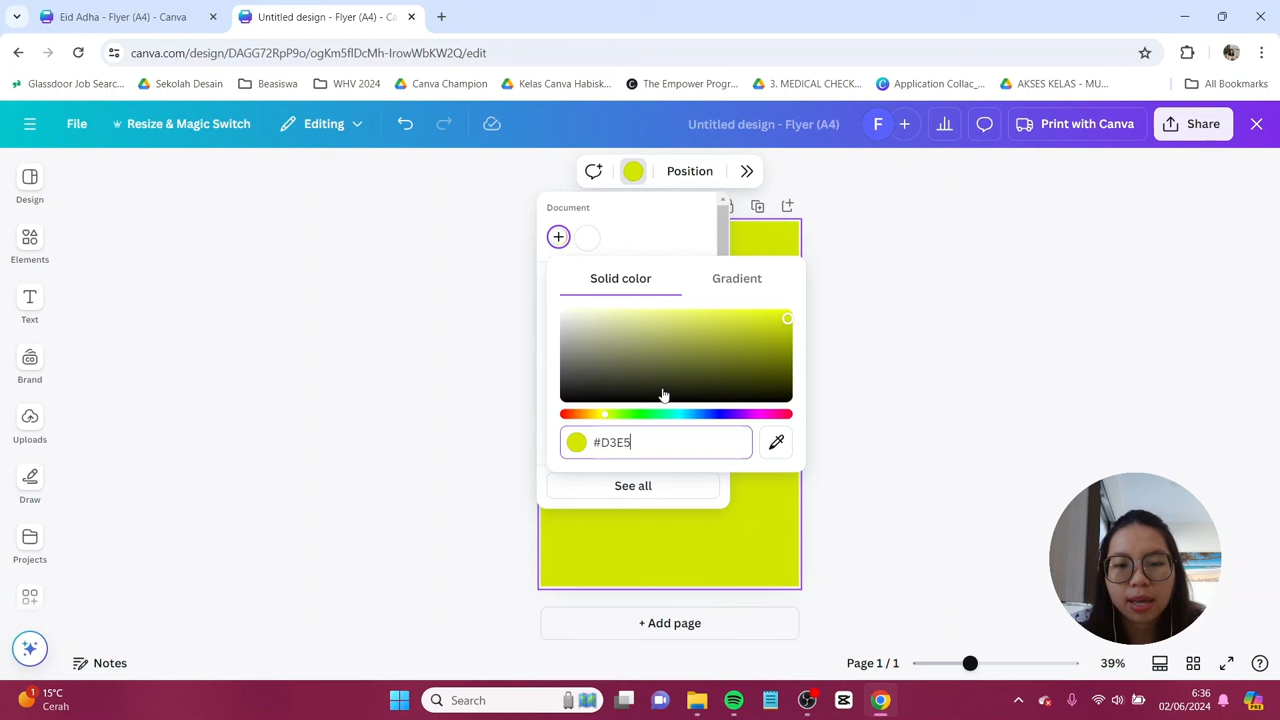 Eid Adha - Flyer (A4) - Canva
Untitled design - Flyer (A4) - Ca
canva.com/design/DAGG72RpP9o/ogKm5flDcMh-IrowWbKW2Q/edit
Glassdoor Job Searc...
Sekolah Desain
Beasiswa
WHV 2024
Canva Champion
Kelas Canva Habisk...
The Empower Progr...
3. MEDICAL CHECK...
Application Collac_...
AKSES KELAS - MU...
All Bookmarks
File
Resize & Magic Switch
Editing
Untitled design - Flyer (A4)
F
Print with Canva
Share
Position
Design
Elements
Text
Brand
Uploads
Draw
Projects
Document
Solid color
Gradient
#D3E5
See all
+ Add page
Notes
Page 1 / 1
39%
15°C
Cerah
Search
6:36
02/06/2024